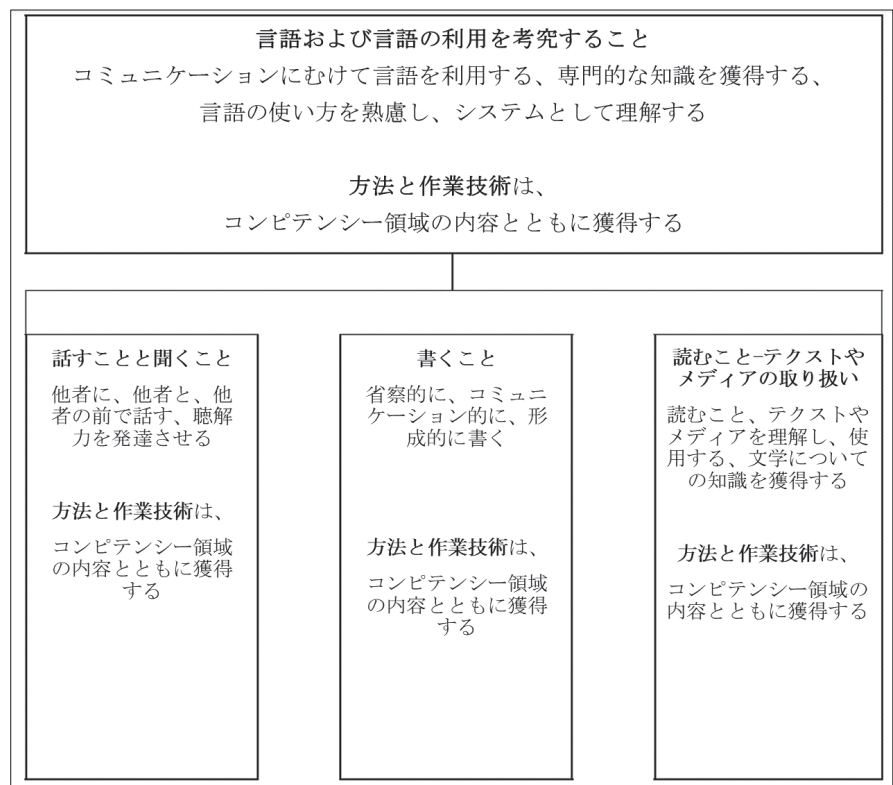 言語および言語の利用を考究すること
コミュニケーションにむけて言語を利用する、専門的な知識を獲得する、
言語の使い方を熟慮し、システムとして理解する
方法と作業技術は、
コンピテンシー領域の内容とともに獲得する
話すことと聞くこと
他者に、他者と、他
者の前で話す、聴解
力を発達させる
方法と作業技術は、
コンピテンシー領域
の内容とともに獲得
する
書くこと
省察的に、コミュニ
ケーション的に、形
成的に書く
方法と作業技術は、
コンピテンシー領域
の内容とともに獲得
する
読むこと−テクストや
メディアの取り扱い
読むこと、テクストや
メディアを理解し、使
用する、文学について
の知識を獲得する
方法と作業技術は、
コンピテンシー領域の
内容とともに獲得する